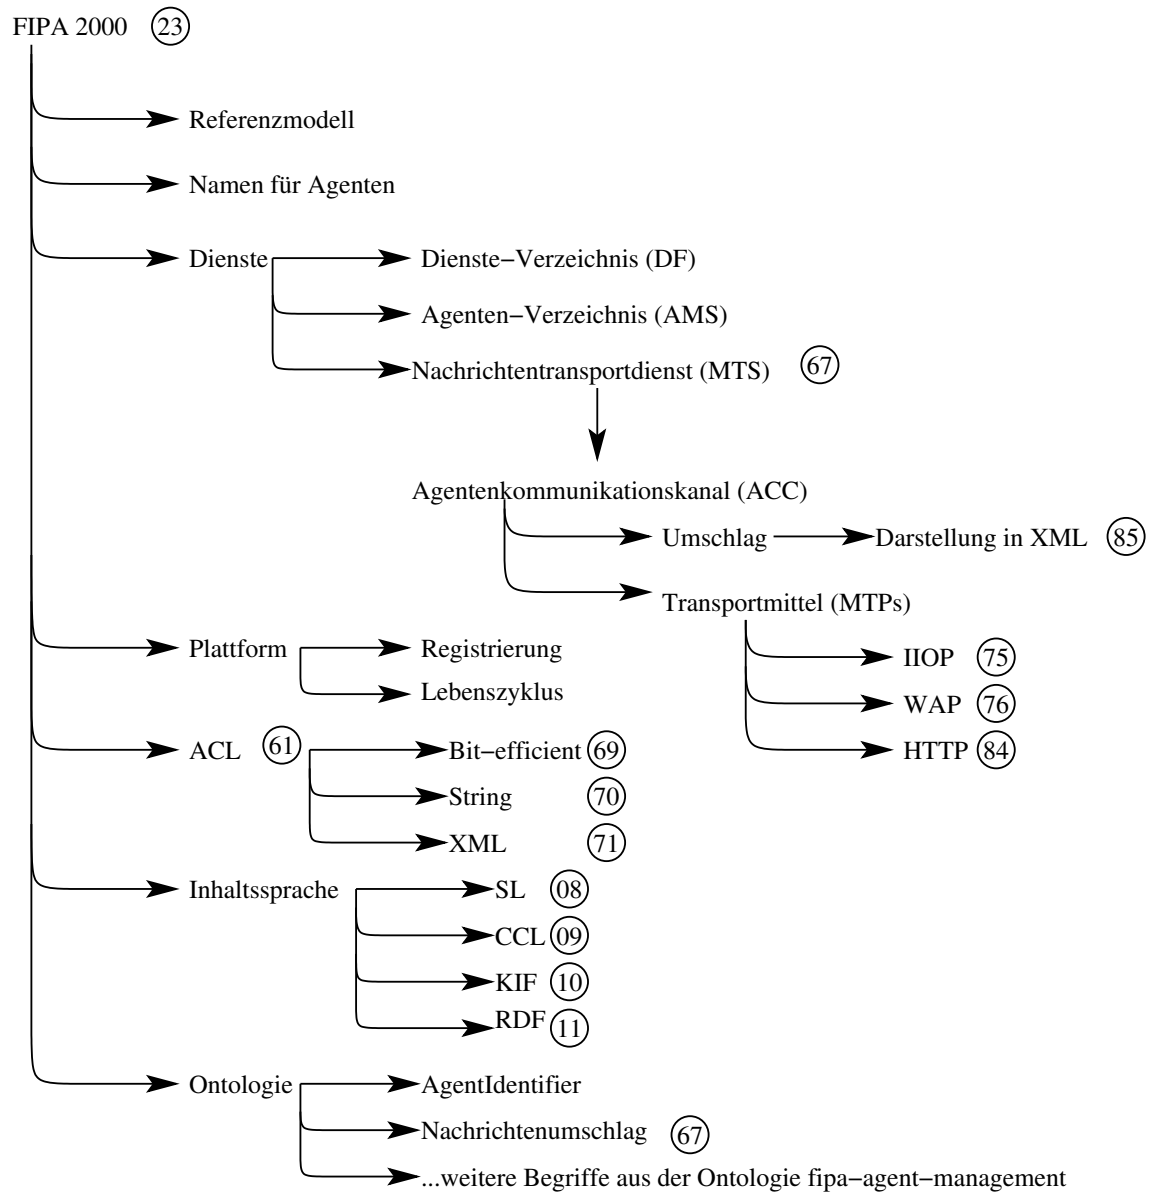 FIPA 2000 23
Referenzmodell
Namen für Agenten
Dienste
Dienste−Verzeichnis (DF)
Agenten−Verzeichnis (AMS)
Nachrichtentransportdienst (MTS) 67
Agentenkommunikationskanal (ACC)
Umschlag
Darstellung in XML 85
Transportmittel (MTPs)
IIOP 75
WAP 76
HTTP 84
Plattform
Registrierung
Lebenszyklus
ACL 61
Bit−efficient 69
String 70
XML 71
Inhaltssprache
SL 08
CCL 09
KIF 10
RDF 11
Ontologie
AgentIdentifier
Nachrichtenumschlag 67
...weitere Begriffe aus der Ontologie fipa−agent−management